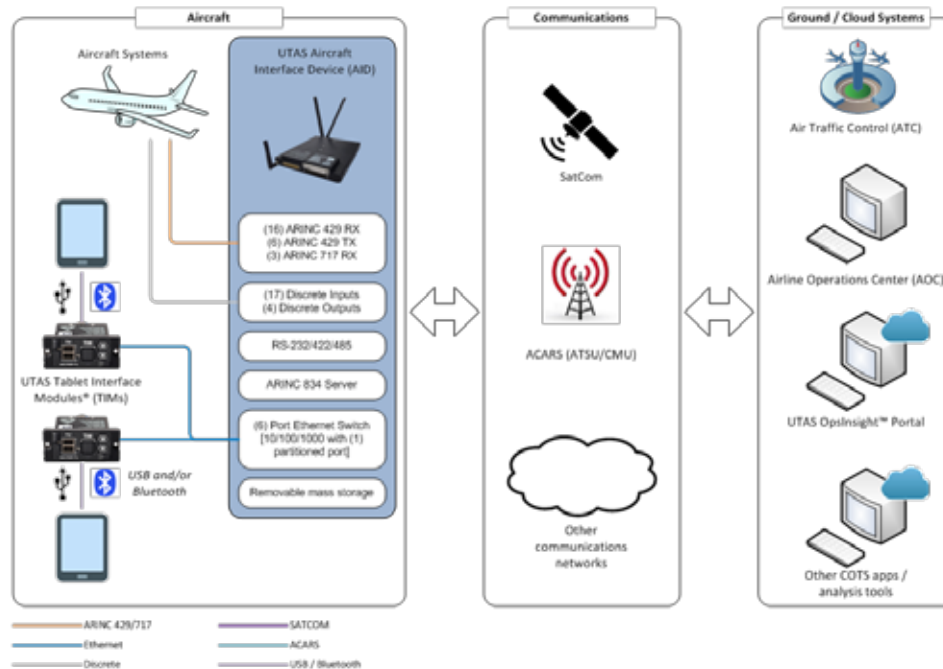 Aircraft
Communications
Ground / Cloud Systems
Aircraft Systems
UTAS Aircraft
Interface Device (AID)
(16) ARINC 429 RX
(6) ARINC 429 TX
(3) ARINC 717 RX
(17) Discrete Inputs
(4) Discrete Outputs
RS-232/422/485
ARINC 834 Server
(6) Port Ethernet Switch
[10/100/1000 with (1)
partitioned port]
Removable mass storage
UTAS Tablet Interface
Modules® (TIMs)
USB and/or
Bluetooth
SatCom
ACARS (ATSU/CMU)
Other
communications
networks
Air Traffic Control (ATC)
Airline Operations Center (AOC)
UTAS OpsInsight™ Portal
Other COTS apps /
analysis tools
ARINC 429/717
SATCOM
Ethernet
ACARS
Discrete
USB / Bluetooth